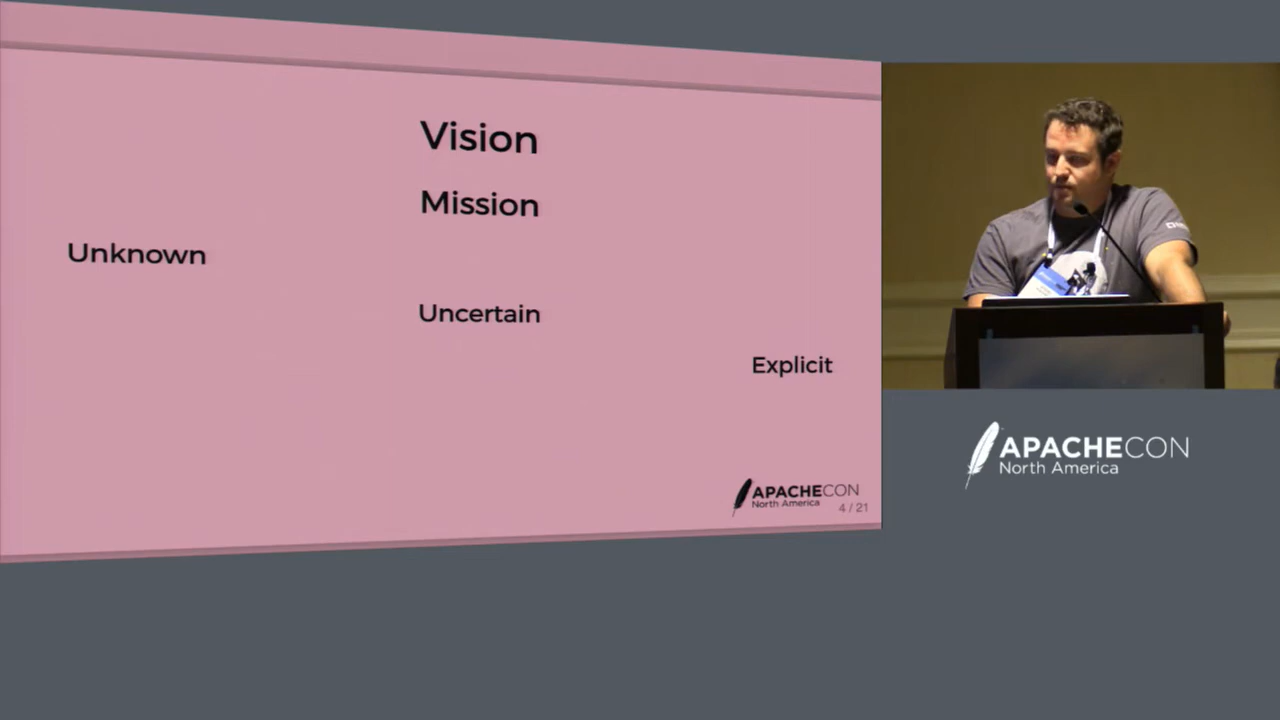 Vision
Mission
Unknown
Uncertain
Explicit
APACHECON
North America
4 / 21
APACHECON
North America